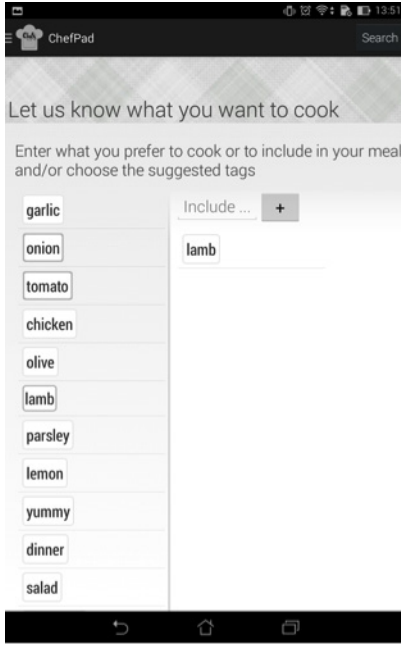 13:51
ChefPad
Search
Let us know what you want to cook
Enter what you prefer to cook or to include in your meal
and/or choose the suggested tags
garlic
onion
tomato
chicken
olive
lamb
parsley
lemon
yummy
dinner
salad
Include ...
+
lamb